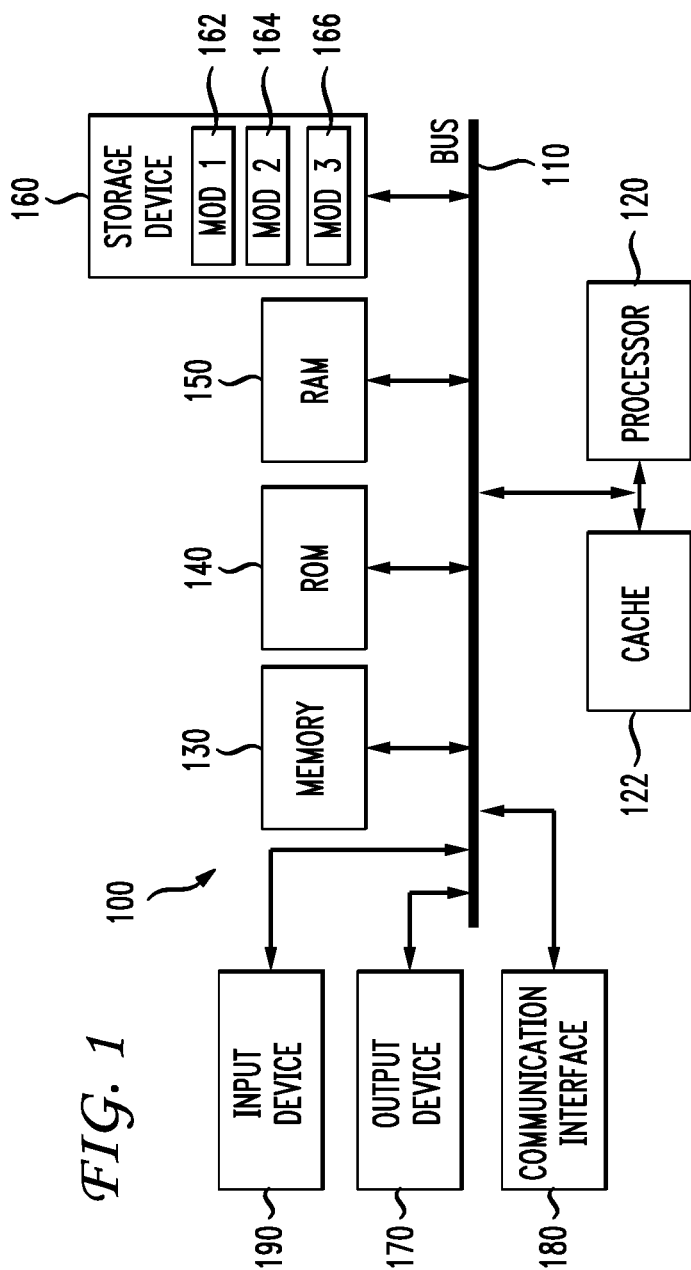 FIG. 1
100
160
STORAGE
DEVICE
MOD 1
162
MOD 2
164
MOD 3
166
150
RAM
140
ROM
130
MEMORY
190
INPUT
DEVICE
170
OUTPUT
DEVICE
180
COMMUNICATION
INTERFACE
BUS
110
120
PROCESSOR
122
CACHE